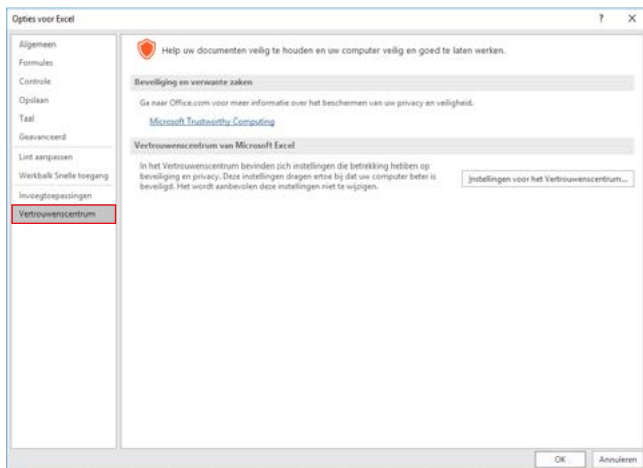 Opties voor Excel
Algemeen
Formules
Controle
Opslaan
Taal
Geavanceerd
Lint aanpassen
Werkbalk Snelle toegang
Invoegtoepassingen
Vertrouwenscentrum
Help uw documenten veilig te houden en uw computer veilig en goed te laten werken.
Beveiliging en verwante zaken
Ga naar Office.com voor meer informatie over het beschermen van uw privacy en veiligheid.
Microsoft Trustworthy Computing
Vertrouwenscentrum van Microsoft Excel
In het Vertrouwenscentrum bevinden zich instellingen die betrekking hebben op
beveiliging en privacy. Deze instellingen dragen ertoe bij dat uw computer beter is
beveiligd. Het wordt aanbevolen deze instellingen niet te wijzigen.
Instellingen voor het Vertrouwenscentrum...
OK
Annuleren